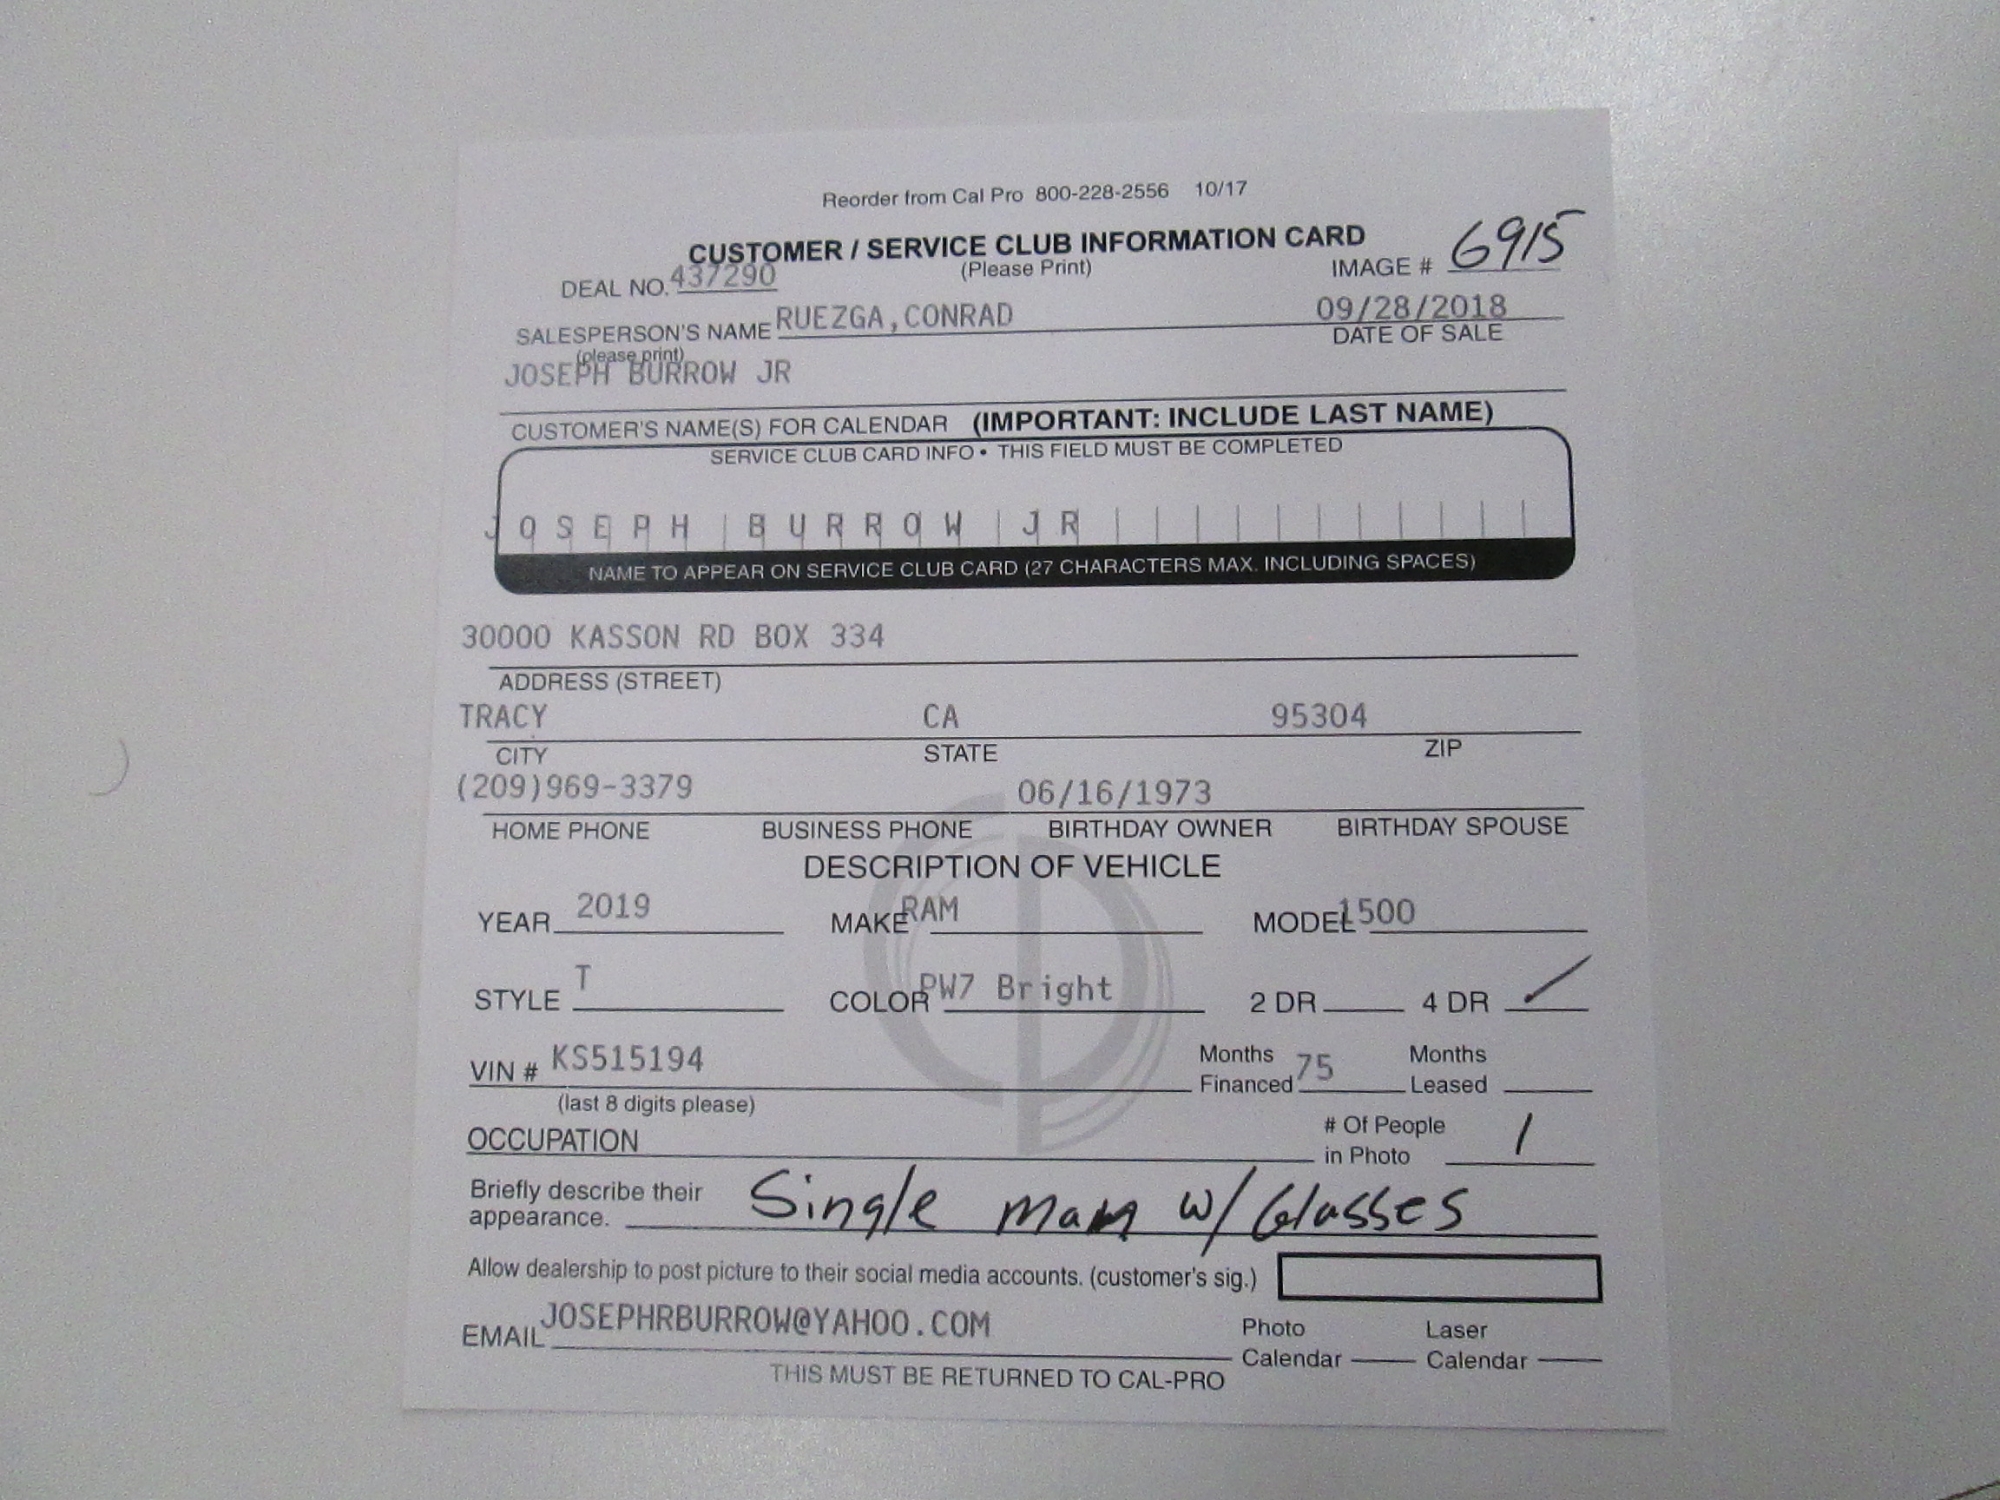 Reorder from Cal Pro 800-228-2556 10/17
CUSTOMER / SERVICE CLUB INFORMATION CARD
(Please Print)
IMAGE # 6915
DEAL NO. 437290
SALESPERSON'S NAME RUEZGA,CONRAD 09/28/2018
(please print) DATE OF SALE
JOSEPH BURROW JR
CUSTOMER'S NAME(S) FOR CALENDAR (IMPORTANT: INCLUDE LAST NAME)
SERVICE CLUB CARD INFO • THIS FIELD MUST BE COMPLETED
JOSEPH BURROW JR
NAME TO APPEAR ON SERVICE CLUB CARD (27 CHARACTERS MAX. INCLUDING SPACES)
30000 KASSON RD BOX 334
ADDRESS (STREET)
TRACY CA 95304
CITY STATE ZIP
(209)969-3379 06/16/1973
HOME PHONE BUSINESS PHONE BIRTHDAY OWNER BIRTHDAY SPOUSE
DESCRIPTION OF VEHICLE
YEAR 2019 MAKE RAM MODEL 1500
STYLE T COLOR PW7 Bright 2 DR 4 DR
VIN # KS515194 Months Financed 75 Months Leased
(last 8 digits please)
OCCUPATION # Of People in Photo 1
Briefly describe their appearance. Single man w/ Glasses
Allow dealership to post picture to their social media accounts. (customer's sig.)
EMAIL JOSEPHRBURROW@YAHOO.COM Photo Calendar Laser Calendar
THIS MUST BE RETURNED TO CAL-PRO